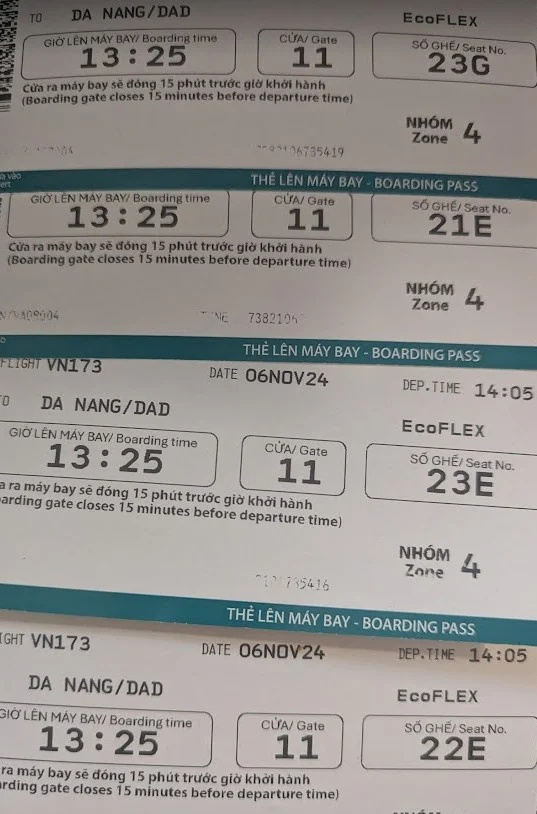 TO DA NANG/DAD
EcoFLEX
GIỜ LÊN MÁY BAY/ Boarding time
13:25
CỬA/ Gate
11
SỐ GHẾ/ Seat No.
23G
Cửa ra máy bay sẽ đóng 15 phút trước giờ khởi hành
(Boarding gate closes 15 minutes before departure time)
NHÓM
Zone 4
THẺ LÊN MÁY BAY - BOARDING PASS
GIỜ LÊN MÁY BAY/ Boarding time
13:25
CỬA/ Gate
11
SỐ GHẾ/ Seat No.
21E
Cửa ra máy bay sẽ đóng 15 phút trước giờ khởi hành
(Boarding gate closes 15 minutes before departure time)
NHÓM
Zone 4
THẺ LÊN MÁY BAY - BOARDING PASS
FLIGHT VN173
DATE 06NOV24
DEP.TIME 14:05
DA NANG/DAD
EcoFLEX
GIỜ LÊN MÁY BAY/ Boarding time
13:25
CỬA/ Gate
11
SỐ GHẾ/ Seat No.
23E
a ra máy bay sẽ đóng 15 phút trước giờ khởi hành
arding gate closes 15 minutes before departure time)
NHÓM
Zone 4
THẺ LÊN MÁY BAY - BOARDING PASS
IGHT VN173
DATE 06NOV24
DEP.TIME 14:05
DA NANG/DAD
EcoFLEX
GIỜ LÊN MÁY BAY/ Boarding time
13:25
CỬA/ Gate
11
SỐ GHẾ/ Seat No.
22E
ra máy bay sẽ đóng 15 phút trước giờ khởi hành
arding gate closes 15 minutes before departure time)